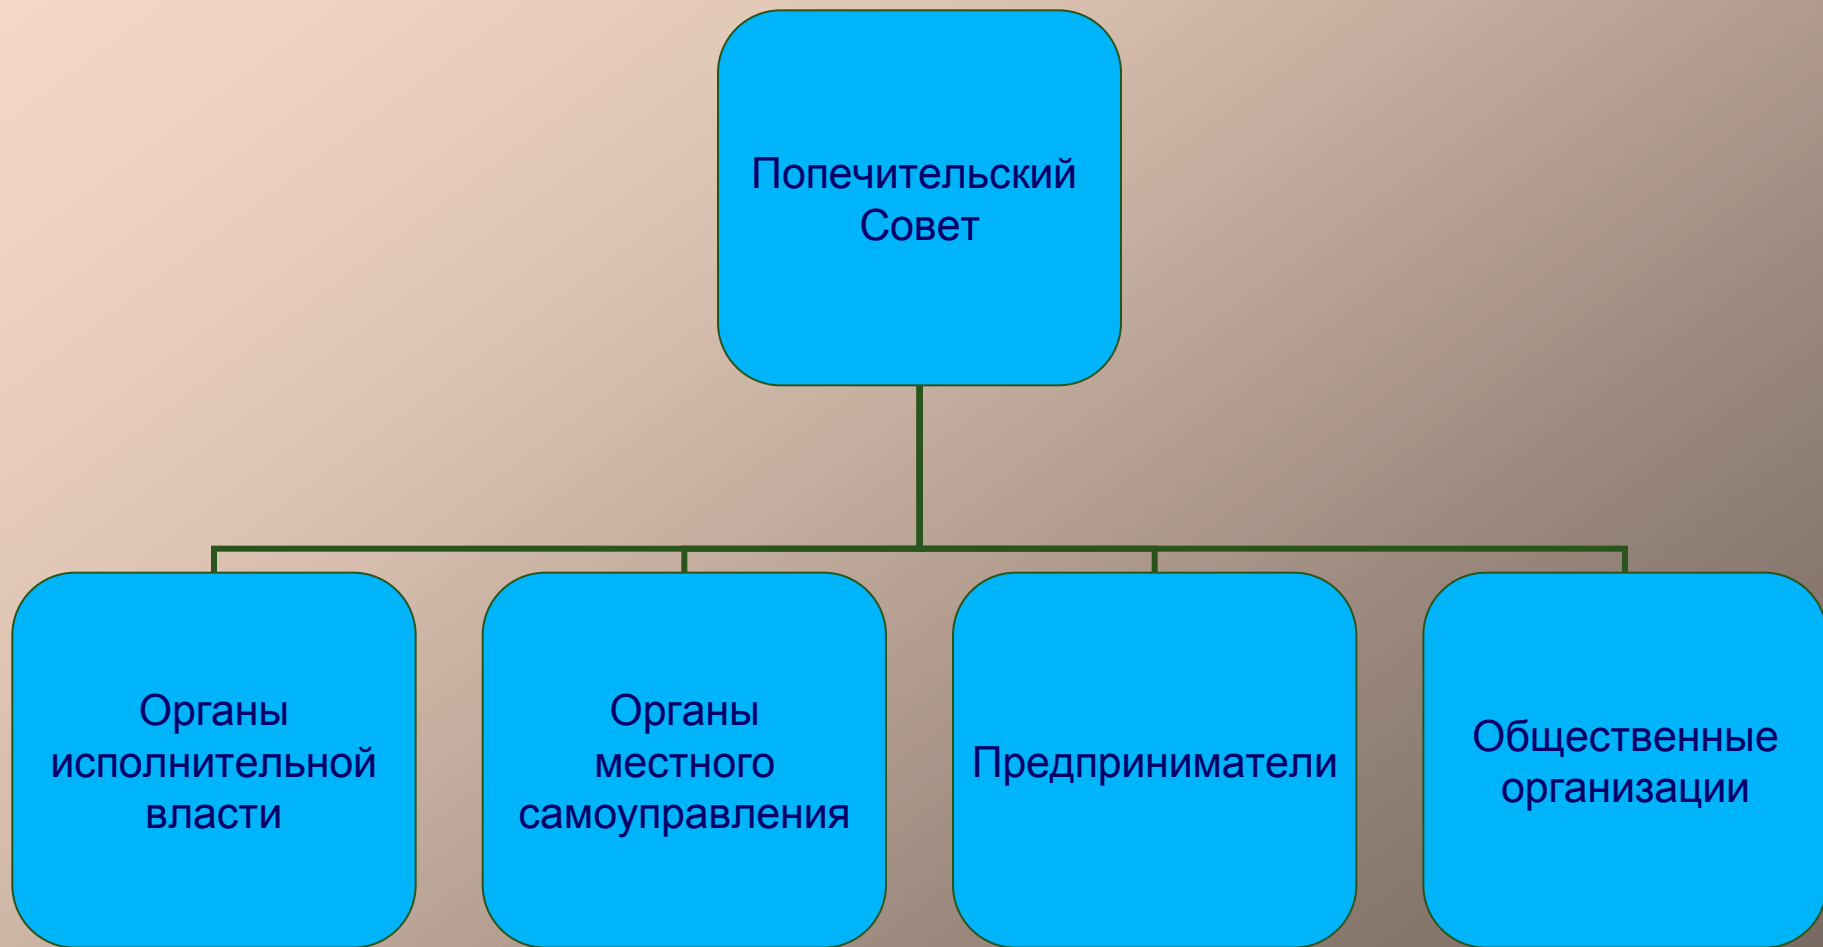 Попечительский
Совет
Органы
исполнительной
власти
Органы
местного
самоуправления
Предприниматели
Общественные
организации